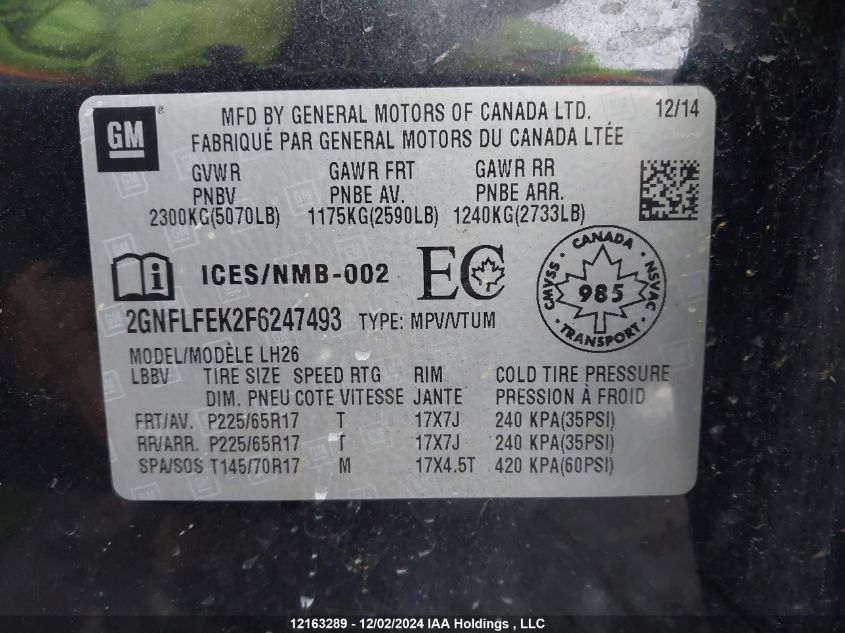 GM
MFD BY GENERAL MOTORS OF CANADA LTD. 12/14
FABRIQUÉ PAR GENERAL MOTORS DU CANADA LTÉE
GVWR GAWR FRT GAWR RR
PNBV PNBE AV. PNBE ARR.
2300KG(5070LB) 1175KG(2590LB) 1240KG(2733LB)
ICES/NMB-002 EC
CANADA
CMVSS 985 NSVAC
TRANSPORT
2GNFLFEK2F6247493 TYPE: MPV/VTUM
MODEL/MODÈLE LH26
LBBV TIRE SIZE SPEED RTG RIM COLD TIRE PRESSURE
DIM. PNEU COTE VITESSE JANTE PRESSION À FROID
FRT/AV. P225/65R17 T 17X7J 240 KPA(35PSI)
RR/ARR. P225/65R17 T 17X7J 240 KPA(35PSI)
SPA/SOS T145/70R17 M 17X4.5T 420 KPA(60PSI)
12163289 - 12/02/2024 IAA Holdings , LLC